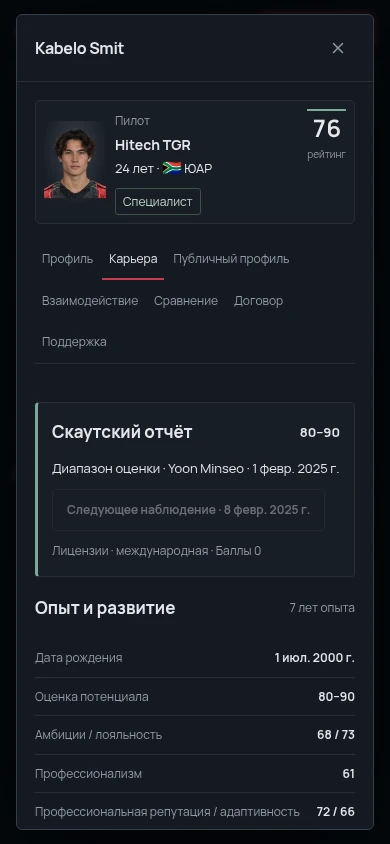 Kabelo Smit
Пилот
Hitech TGR
24 лет · 🇿🇦 ЮАР
Специалист
76
рейтинг
Профиль Карьера Публичный профиль
Взаимодействие Сравнение Договор
Поддержка
Скаутский отчёт 80–90
Диапазон оценки · Yoon Minseo · 1 февр. 2025 г.
Следующее наблюдение · 8 февр. 2025 г.
Лицензии · международная · Баллы 0
Опыт и развитие 7 лет опыта
Дата рождения 1 июл. 2000 г.
Оценка потенциала 80–90
Амбиции / лояльность 68 / 73
Профессионализм 61
Профессиональная репутация / адаптивность 72 / 66